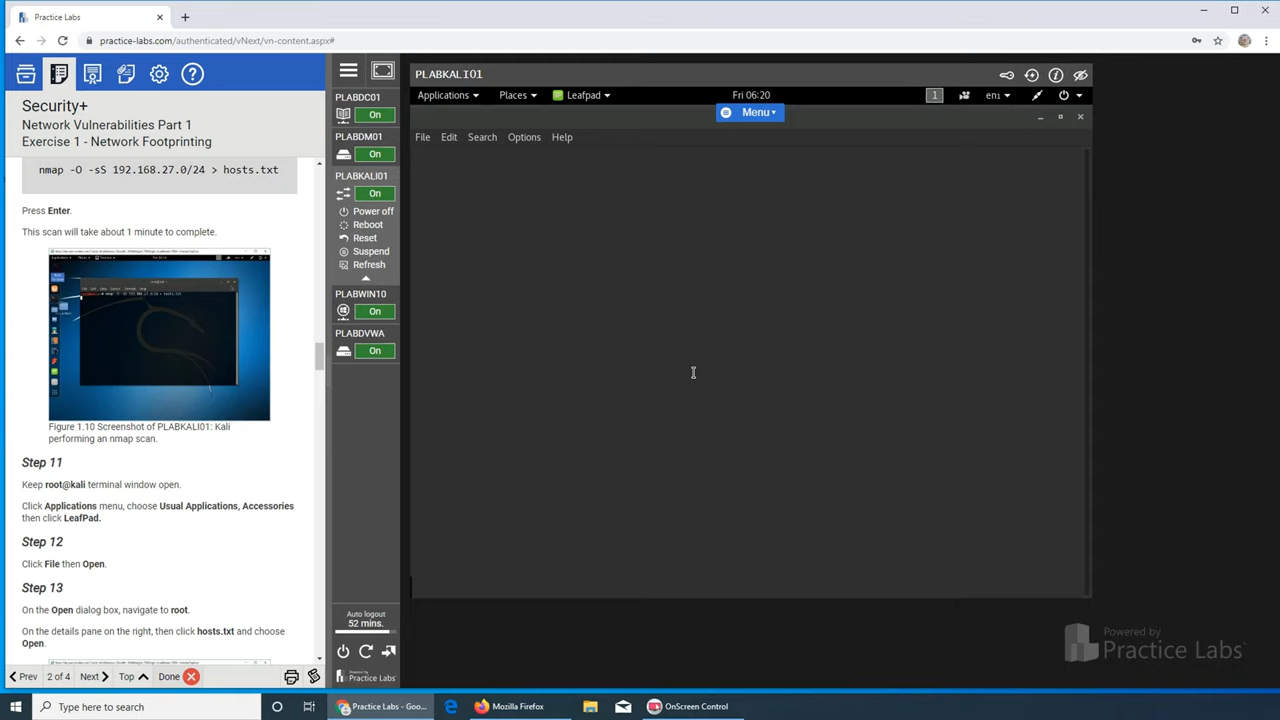 Practice Labs
practice-labs.com/authenticated/vNext/vn-content.aspx#
Security+
Network Vulnerabilities Part 1
Exercise 1 - Network Footprinting
nmap -O -sS 192.168.27.0/24 > hosts.txt
Press Enter.
This scan will take about 1 minute to complete.
Figure 1.10 Screenshot of PLABKALI01: Kali
performing an nmap scan.
Step 11
Keep root@kali terminal window open.
Click Applications menu, choose Usual Applications, Accessories
then click LeafPad.
Step 12
Click File then Open.
Step 13
On the Open dialog box, navigate to root.
On the details pane on the right, then click hosts.txt and choose
Open.
Prev 2 of 4 Next Top Done
PLABDC01
On
PLABDM01
On
PLABKALI01
On
Power off
Reboot
Reset
Suspend
Refresh
PLABWIN10
On
PLABDVWA
On
Auto logout
52 mins.
Powered by
Practice Labs
PLABKALI01
Applications Places Leafpad Fri 06:20 1 en1
Menu
File Edit Search Options Help
Powered by
Practice Labs
Type here to search
Practice Labs - Goo...
Mozilla Firefox
OnScreen Control